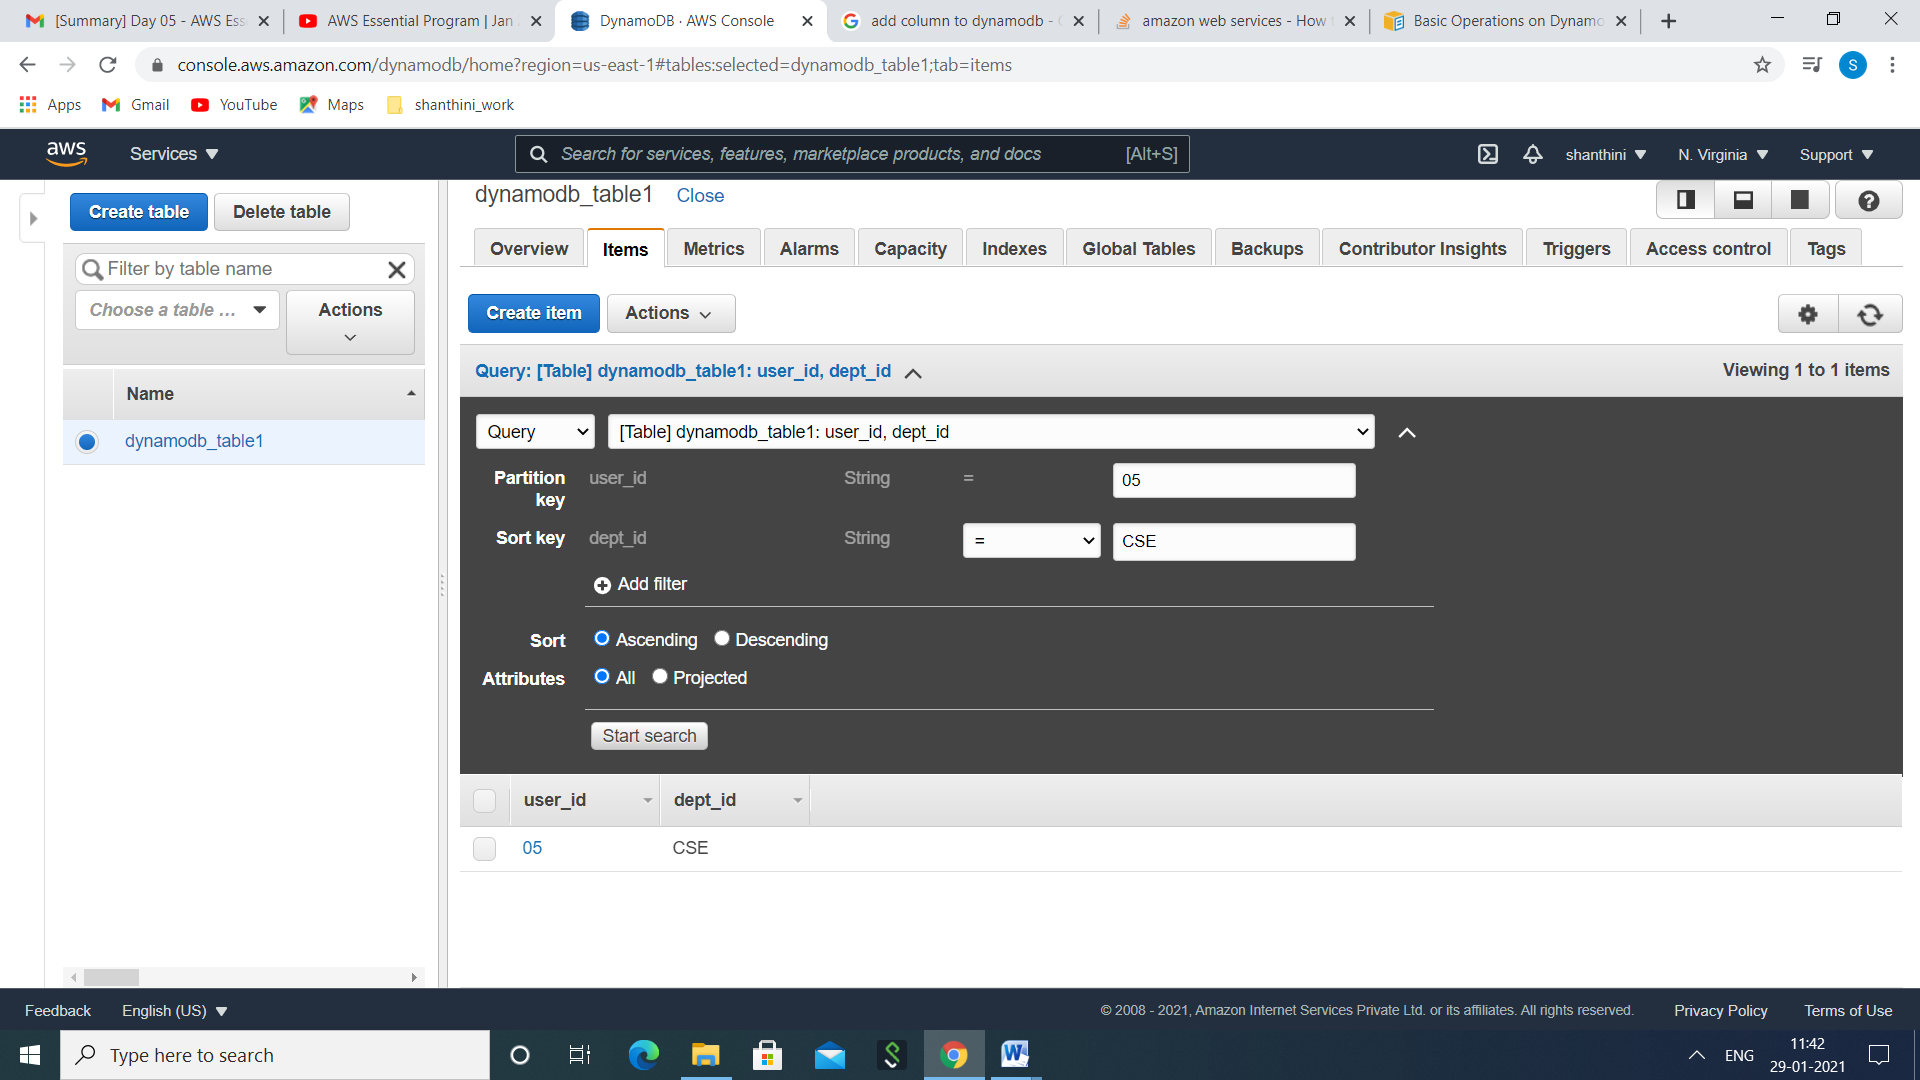 [Summary] Day 05 - AWS Ess
AWS Essential Program | Jan
DynamoDB · AWS Console
add column to dynamodb -
amazon web services - How
Basic Operations on Dynamo
console.aws.amazon.com/dynamodb/home?region=us-east-1#tables:selected=dynamodb_table1;tab=items
S
Apps
Gmail
YouTube
Maps
shanthini_work
aws
Services
Search for services, features, marketplace products, and docs
[Alt+S]
shanthini
N. Virginia
Support
Create table
Delete table
Filter by table name
Choose a table ...
Actions
Name
dynamodb_table1
dynamodb_table1
Close
Overview
Items
Metrics
Alarms
Capacity
Indexes
Global Tables
Backups
Contributor Insights
Triggers
Access control
Tags
Create item
Actions
Query: [Table] dynamodb_table1: user_id, dept_id
Viewing 1 to 1 items
Query
[Table] dynamodb_table1: user_id, dept_id
Partition key
user_id
String
=
05
Sort key
dept_id
String
=
CSE
Add filter
Sort
Ascending
Descending
Attributes
All
Projected
Start search
user_id
dept_id
05
CSE
Feedback
English (US)
© 2008 - 2021, Amazon Internet Services Private Ltd. or its affiliates. All rights reserved.
Privacy Policy
Terms of Use
Type here to search
ENG
11:42
29-01-2021